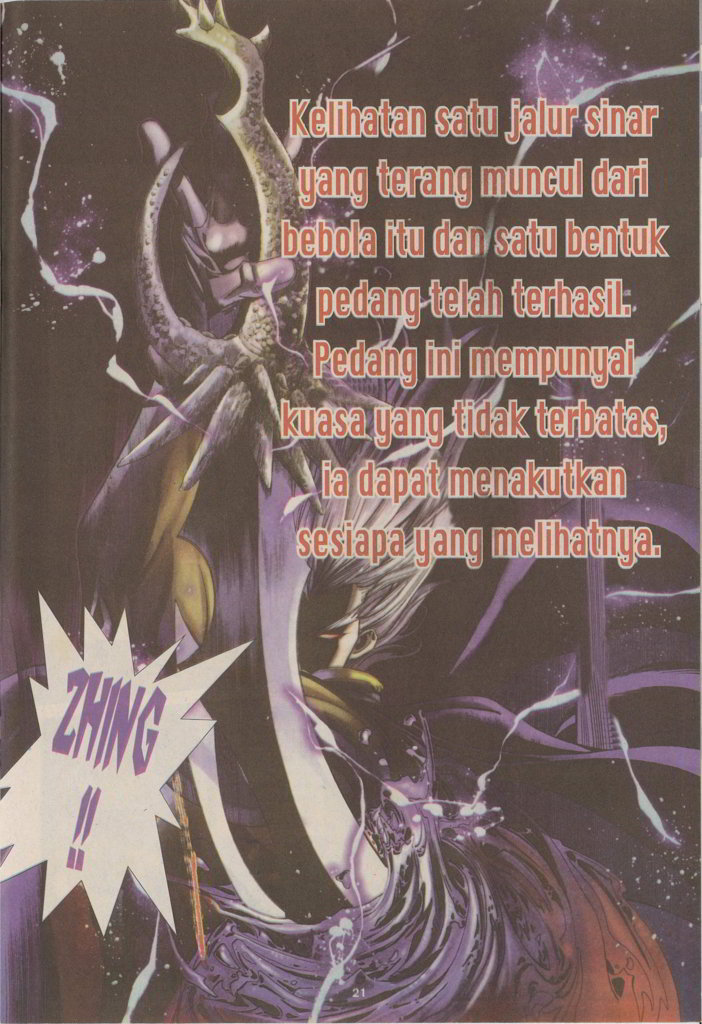 Kelihatan satu jalur sinar
yang terang muncul dari
bebola itu dan satu bentuk
pedang telah terhasil.
Pedang ini mempunyai
kuasa yang tidak terbatas,
ia dapat menakutkan
sesiapa yang melihatnya.
ZHING
!!
21